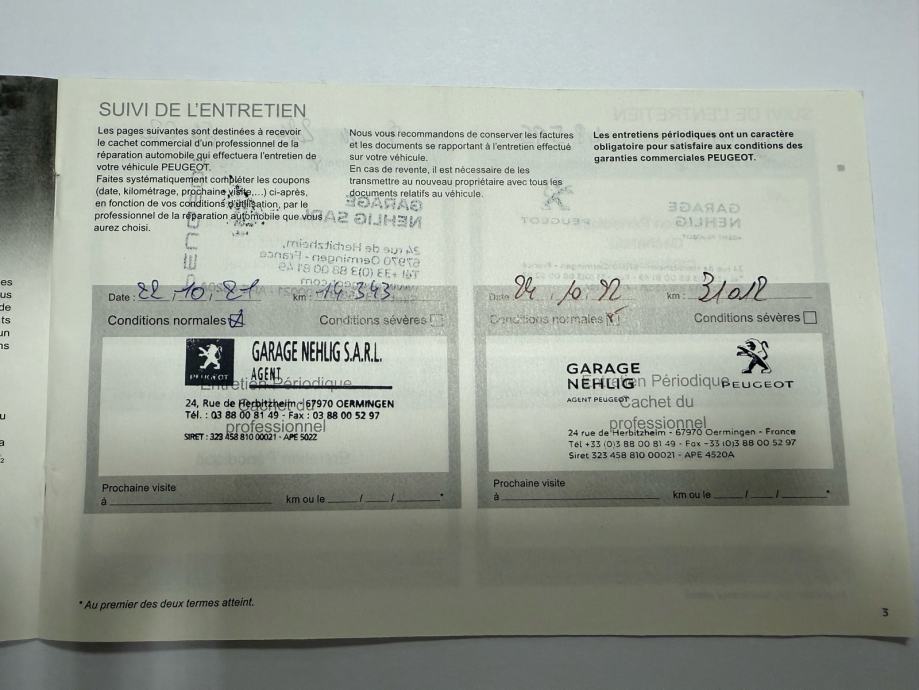 SUIVI DE L'ENTRETIEN
Les pages suivantes sont destinées à recevoir
le cachet commercial d'un professionnel de la
réparation automobile qui effectuera l'entretien de
votre véhicule PEUGEOT.
Faites systématiquement compléter les coupons
(date, kilométrage, prochaine visite,...) ci-après,
en fonction de vos conditions d'utilisation, par le
professionnel de la réparation automobile que vous
aurez choisi.
Nous vous recommandons de conserver les factures
et les documents se rapportant à l'entretien effectué
sur votre véhicule.
En cas de revente, il est nécessaire de les
transmettre au nouveau propriétaire avec tous les
documents relatifs au véhicule.
Les entretiens périodiques ont un caractère
obligatoire pour satisfaire aux conditions des
garanties commerciales PEUGEOT.
Date : 22.10.21 km : 14343
Conditions normales Conditions sévères
PEUGEOT
GARAGE NEHLIG S.A.R.L.
AGENT
Entretien Périodique
24, Rue de Herbitzheim - 67970 OERMINGEN
Cachet du
Tél. : 03 88 00 81 49 - Fax : 03 88 00 52 97
professionnel
SIRET : 323 458 810 00021 - APE 502Z
Prochaine visite
à km ou le / / *
Date 24.10.22 km : 31012
Conditions normales Conditions sévères
GARAGE
NEHLIG
Entretien Périodique
PEUGEOT
AGENT PEUGEOT
Cachet du
professionnel
24 rue de Herbitzheim - 67970 Oermingen - France
Tél +33 (0)3 88 00 81 49 - Fax +33 (0)3 88 00 52 97
Siret 323 458 810 00021 - APE 4520A
Prochaine visite
à km ou le / / *
* Au premier des deux termes atteint.
3